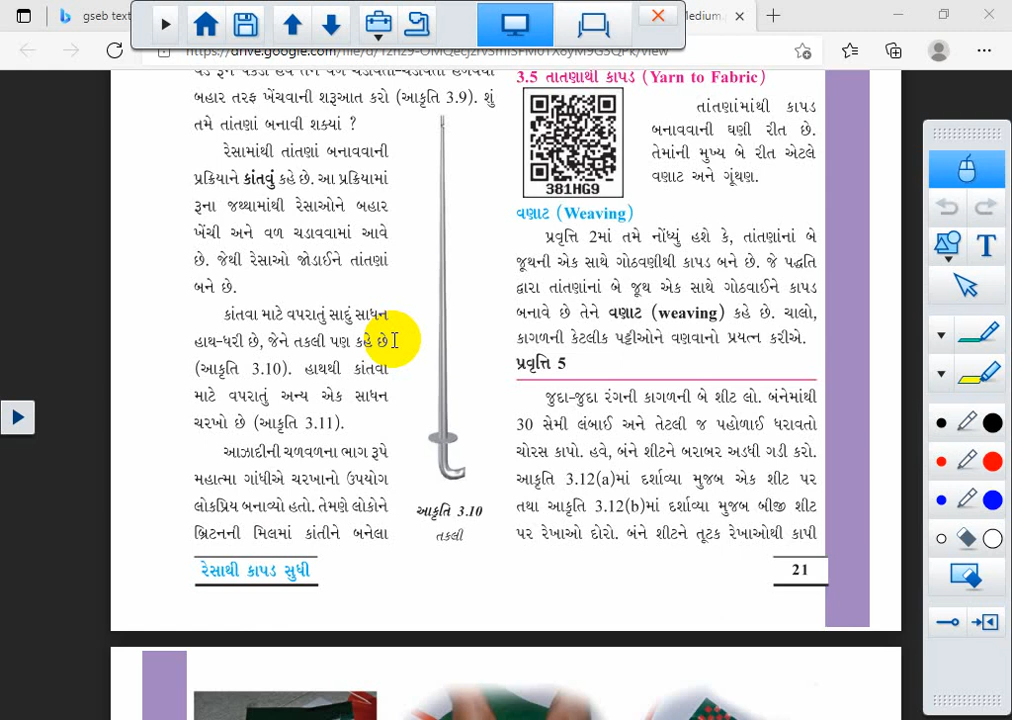 gseb text
Medium.
બહાર તરફ ખેંચવાની શરૂઆત કરો (આકૃતિ 3.9). શું
તમે તાંતણાં બનાવી શક્યાં ?
રેસામાંથી તાંતણાં બનાવવાની
પ્રક્રિયાને કાંતવું કહે છે. આ પ્રક્રિયામાં
રૂના જથ્થામાંથી રેસાઓને બહાર
ખેંચી અને વળ ચડાવવામાં આવે
છે. જેથી રેસાઓ જોડાઈને તાંતણાં
બને છે.
કાંતવા માટે વપરાતું સાદું સાધન
હાથ-ધરી છે, જેને તકલી પણ કહે છે
(આકૃતિ 3.10). હાથથી કાંતવા
માટે વપરાતું અન્ય એક સાધન
ચરખો છે (આકૃતિ 3.11).
આઝાદીની ચળવળના ભાગ રૂપે
મહાત્મા ગાંધીએ ચરખાનો ઉપયોગ
લોકપ્રિય બનાવ્યો હતો. તેમણે લોકોને
બ્રિટનની મિલમાં કાંતીને બનેલા
આકૃતિ 3.10
તકલી
3.5 તાતણાથી કાપડ (Yarn to Fabric)
381HG9
તાંતણાંમાંથી કાપડ
બનાવવાની ઘણી રીત છે.
તેમાંની મુખ્ય બે રીત એટલે
વણાટ અને ગૂંથણ.
વણાટ (Weaving)
પ્રવૃત્તિ 2માં તમે નોંધ્યું હશે કે, તાંતણાંનાં બે
જૂથની એક સાથે ગોઠવણીથી કાપડ બને છે. જે પદ્ધતિ
દ્વારા તાંતણાંનાં બે જૂથ એક સાથે ગોઠવાઈને કાપડ
બનાવે છે તેને વણાટ (weaving) કહે છે. ચાલો,
કાગળની કેટલીક પટ્ટીઓને વણવાનો પ્રયત્ન કરીએ.
પ્રવૃત્તિ 5
જુદા-જુદા રંગની કાગળની બે શીટ લો. બંનેમાંથી
30 સેમી લંબાઈ અને તેટલી જ પહોળાઈ ધરાવતો
ચોરસ કાપો. હવે, બંને શીટને બરાબર અડધી ગડી કરો.
આકૃતિ 3.12(a)માં દર્શાવ્યા મુજબ એક શીટ પર
તથા આકૃતિ 3.12(b)માં દર્શાવ્યા મુજબ બીજી શીટ
પર રેખાઓ દોરો. બંને શીટને તૂટક રેખાઓથી કાપી
રેસાથી કાપડ સુધી
21
T